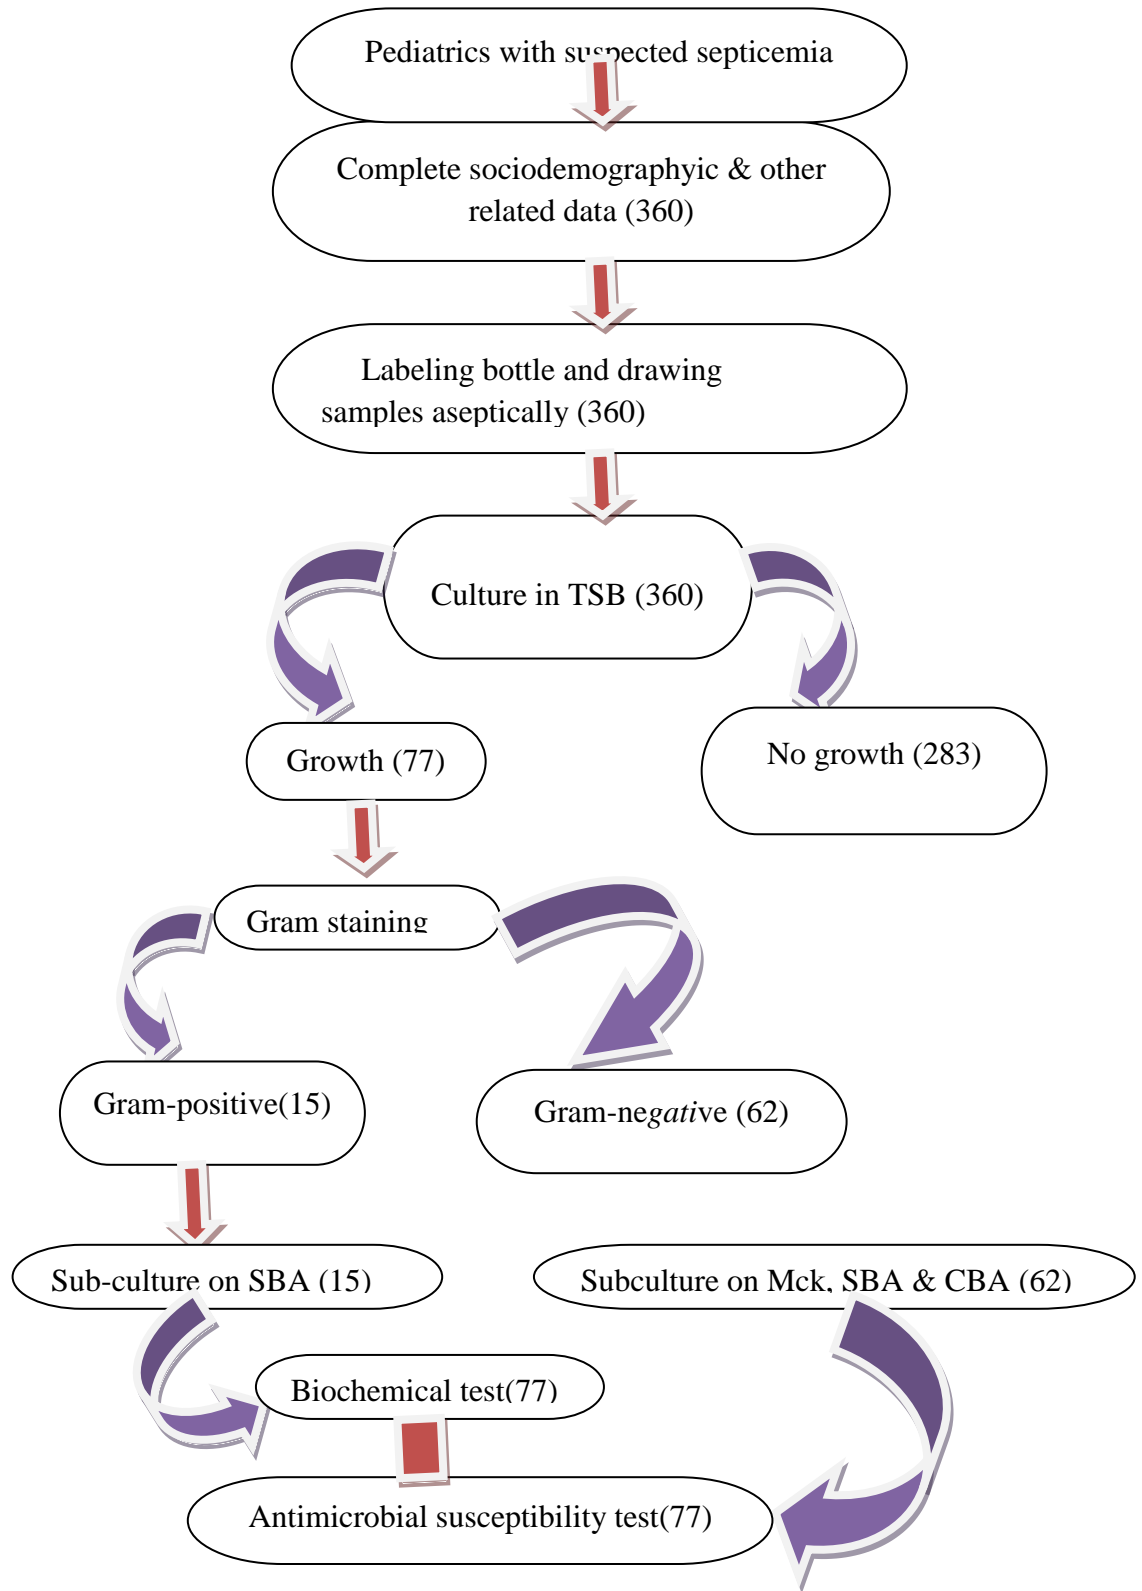 Pediatrics with suspected septicemia
Complete sociodemographyic & other
related data (360)
Labeling bottle and drawing
samples aseptically (360)
Culture in TSB (360)
Growth (77)
No growth (283)
Gram staining
Gram-positive(15)
Gram-negative (62)
Sub-culture on SBA (15)
Subculture on Mck, SBA & CBA (62)
Biochemical test(77)
Antimicrobial susceptibility test(77)